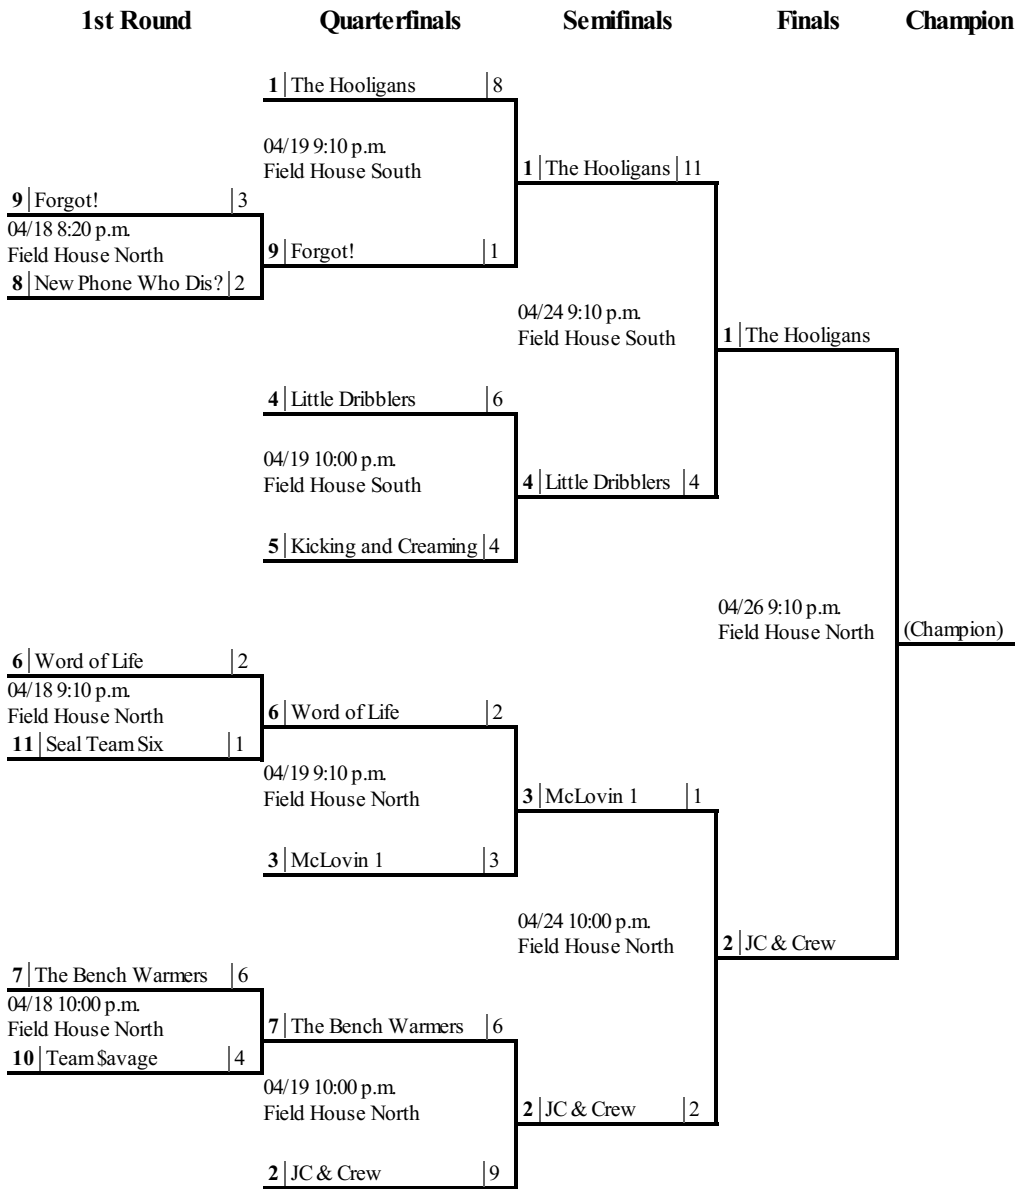 1st Round Quarterfinals Semifinals Finals Champion
1 The Hooligans 8
04/19 9:10 p.m.
Field House South
1 The Hooligans 11
9 Forgot! 3
04/18 8:20 p.m.
Field House North
8 New Phone Who Dis? 2
9 Forgot! 1
04/24 9:10 p.m.
Field House South
1 The Hooligans
4 Little Dribblers 6
04/19 10:00 p.m.
Field House South
4 Little Dribblers 4
5 Kicking and Creaming 4
04/26 9:10 p.m.
Field House North
(Champion)
6 Word of Life 2
04/18 9:10 p.m.
Field House North
11 Seal Team Six 1
6 Word of Life 2
04/19 9:10 p.m.
Field House North
3 McLovin 1 1
3 McLovin 1 3
04/24 10:00 p.m.
Field House North
2 JC & Crew
7 The Bench Warmers 6
04/18 10:00 p.m.
Field House North
10 Team $avage 4
7 The Bench Warmers 6
04/19 10:00 p.m.
Field House North
2 JC & Crew 2
2 JC & Crew 9